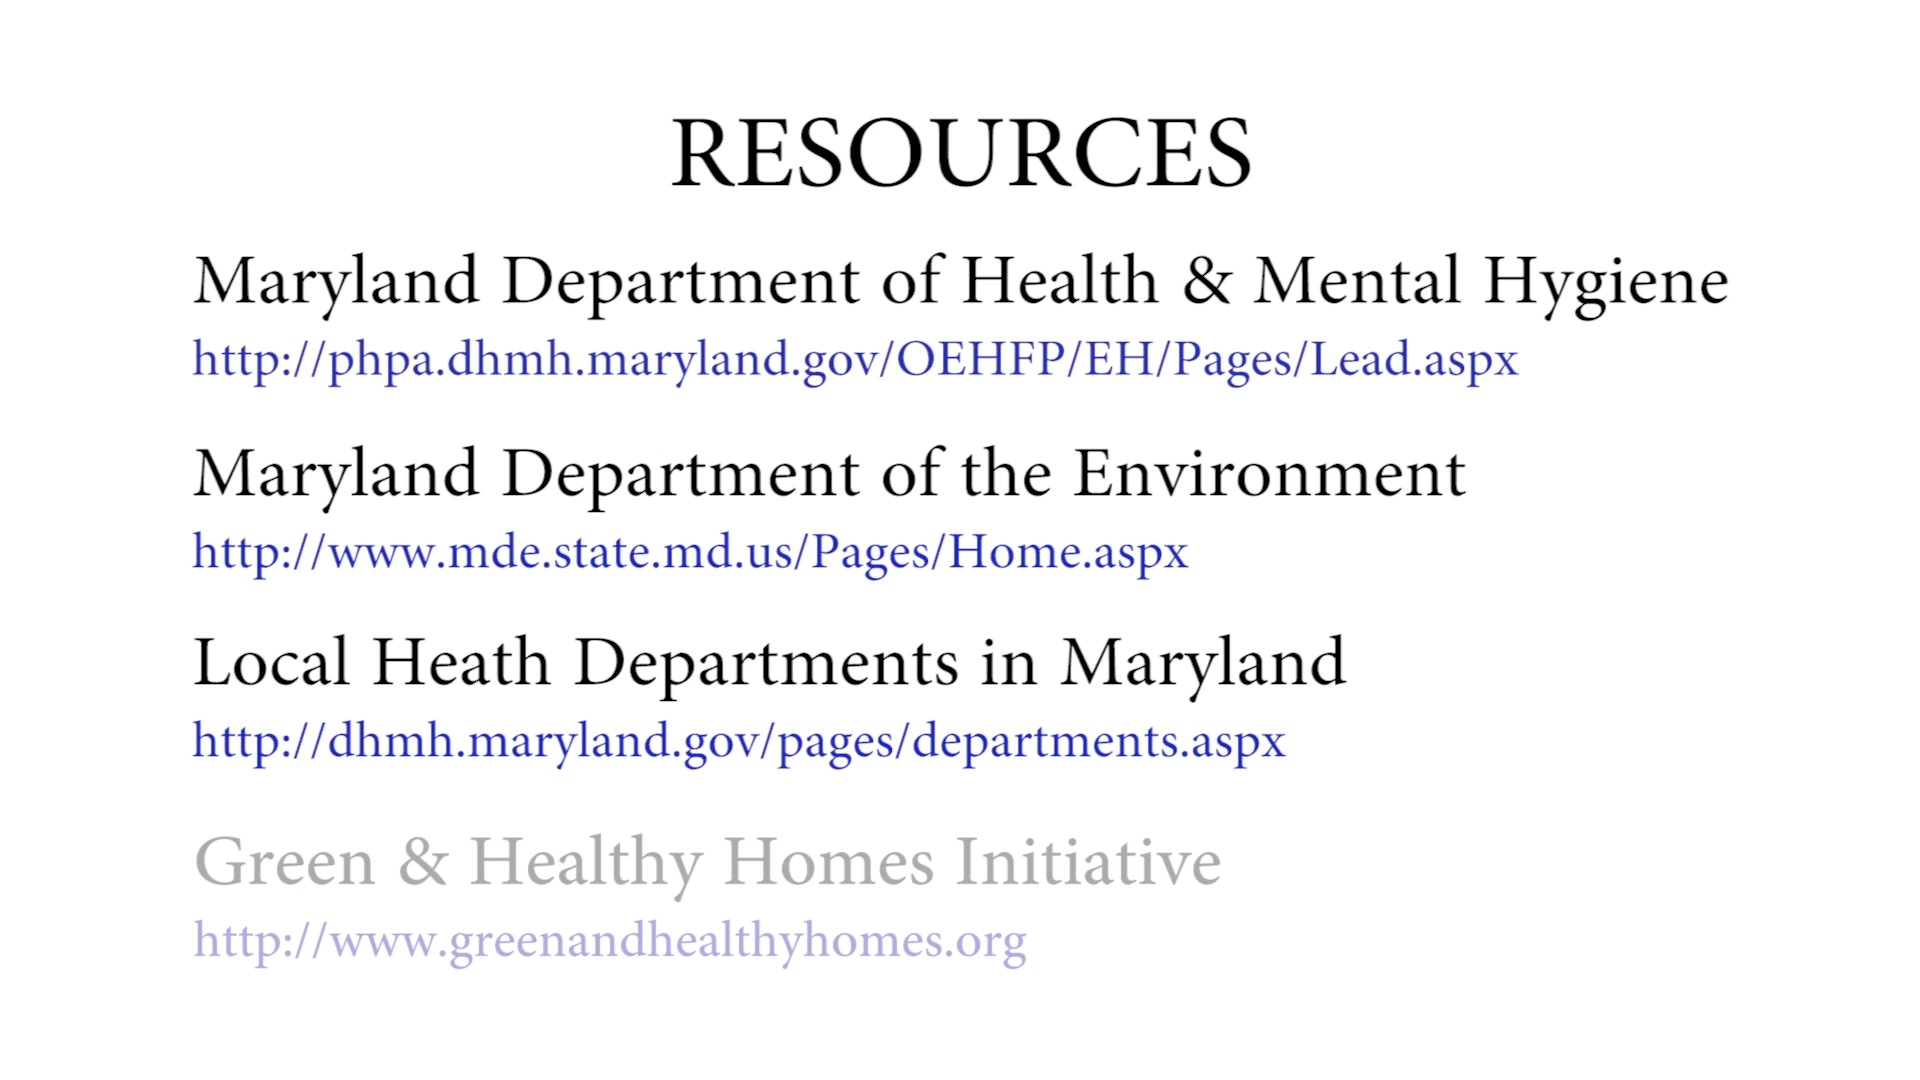 RESOURCES
Maryland Department of Health & Mental Hygiene
http://phpa.dhmh.maryland.gov/OEHFP/EH/Pages/Lead.aspx
Maryland Department of the Environment
http://www.mde.state.md.us/Pages/Home.aspx
Local Heath Departments in Maryland
http://dhmh.maryland.gov/pages/departments.aspx
Green & Healthy Homes Initiative
http://www.greenandhealthyhomes.org